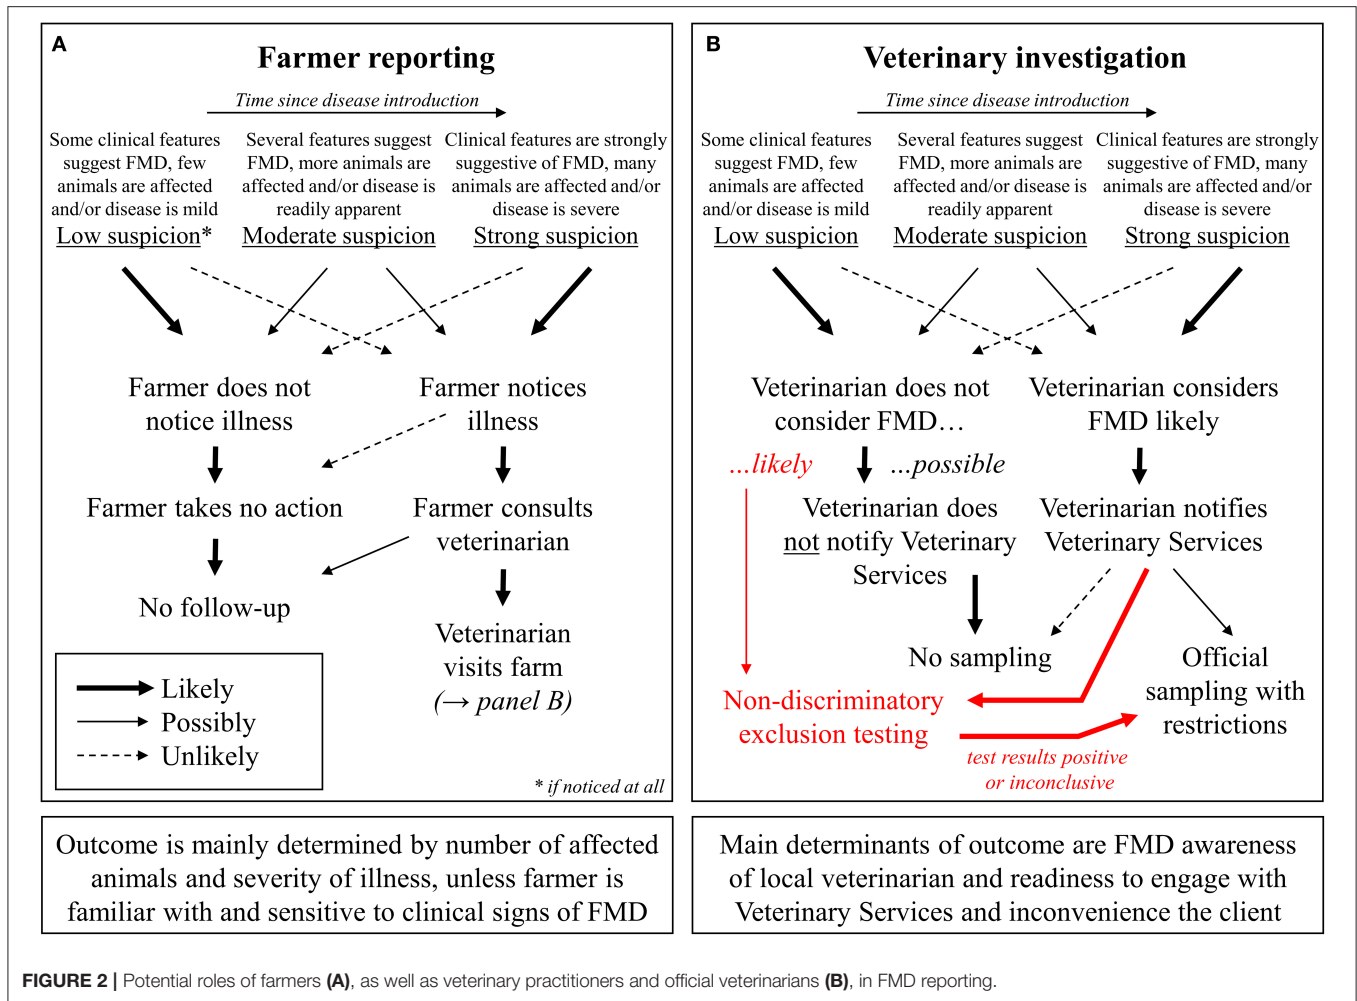 A
Farmer reporting
Time since disease introduction
Some clinical features
suggest FMD, few
animals are affected
and/or disease is mild
Low suspicion*
Several features suggest
FMD, more animals are
affected and/or disease is
readily apparent
Moderate suspicion
Clinical features are strongly
suggestive of FMD, many
animals are affected and/or
disease is severe
Strong suspicion
Farmer does not
notice illness
Farmer notices
illness
Farmer takes no action
Farmer consults
veterinarian
No follow-up
Veterinarian
visits farm
(→ panel B)
Likely
Possibly
Unlikely
* if noticed at all
Outcome is mainly determined by number of affected
animals and severity of illness, unless farmer is
familiar with and sensitive to clinical signs of FMD
B
Veterinary investigation
Time since disease introduction
Some clinical features
suggest FMD, few
animals are affected
and/or disease is mild
Low suspicion
Several features suggest
FMD, more animals are
affected and/or disease is
readily apparent
Moderate suspicion
Clinical features are strongly
suggestive of FMD, many
animals are affected and/or
disease is severe
Strong suspicion
Veterinarian does not
consider FMD…
Veterinarian considers
FMD likely
…likely
…possible
Veterinarian does
not notify Veterinary
Services
Veterinarian notifies
Veterinary Services
No sampling
Official
sampling with
restrictions
Non-discriminatory
exclusion testing
test results positive
or inconclusive
Main determinants of outcome are FMD awareness
of local veterinarian and readiness to engage with
Veterinary Services and inconvenience the client
FIGURE 2 | Potential roles of farmers (A), as well as veterinary practitioners and official veterinarians (B), in FMD reporting.